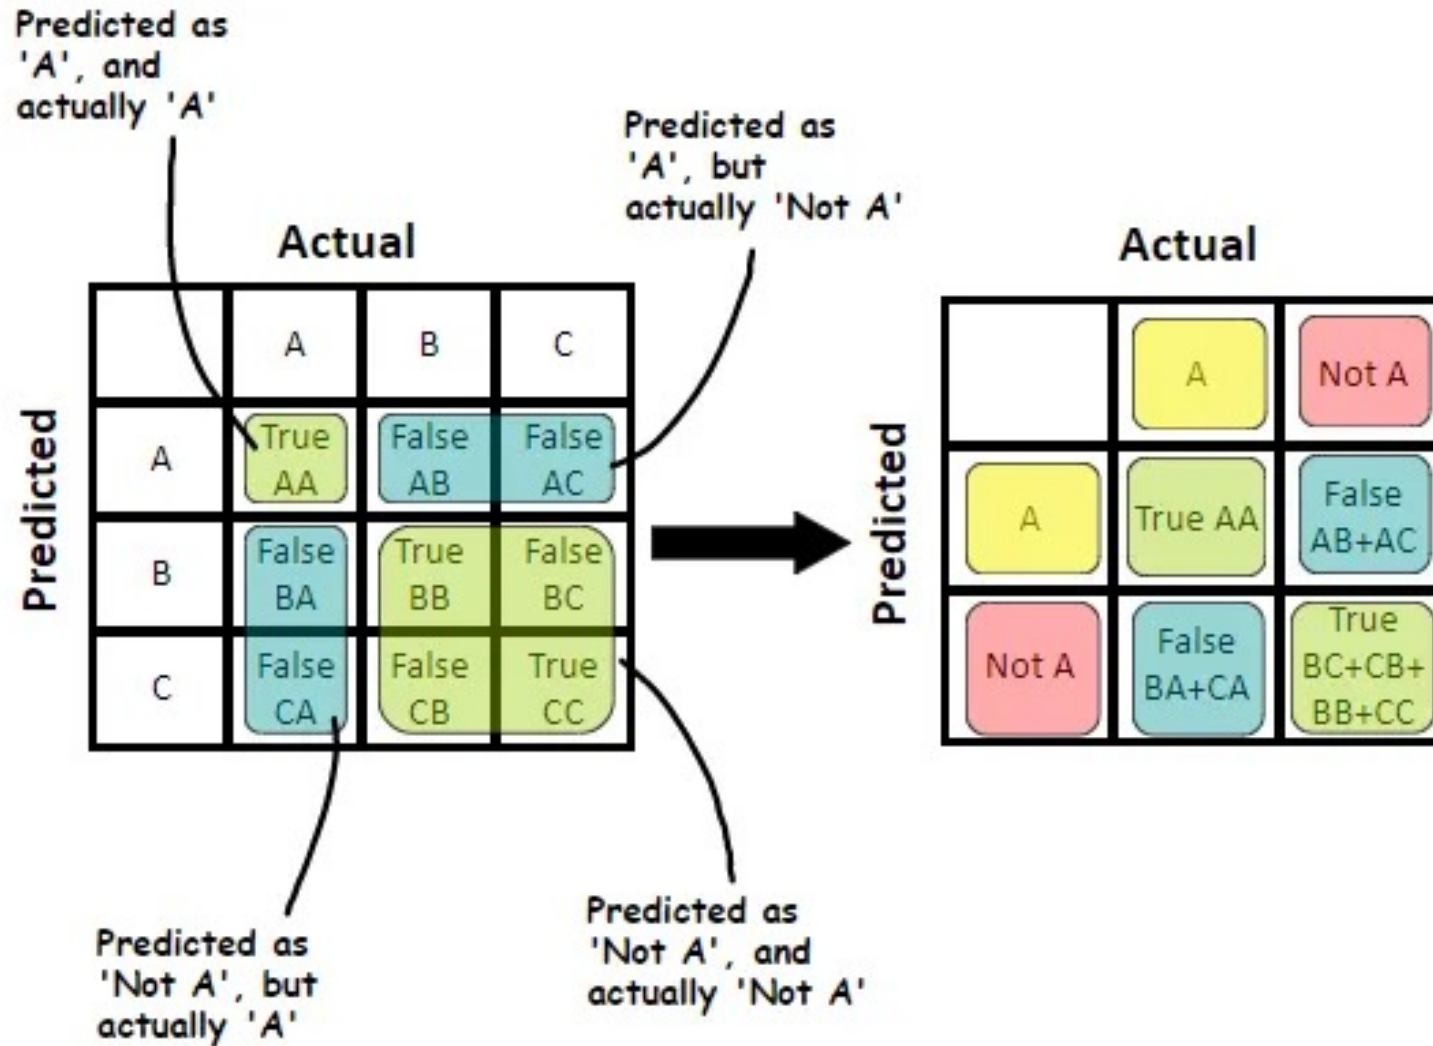 Predicted as
'A', and
actually 'A'
Predicted as
'A', but
actually 'Not A'
Actual
A B C
Predicted
A True AA False AB False AC
B False BA True BB False BC
C False CA False CB True CC
Predicted as
'Not A', but
actually 'A'
Predicted as
'Not A', and
actually 'Not A'
Actual
A Not A
Predicted
A True AA False AB+AC
Not A False BA+CA True BC+CB+ BB+CC